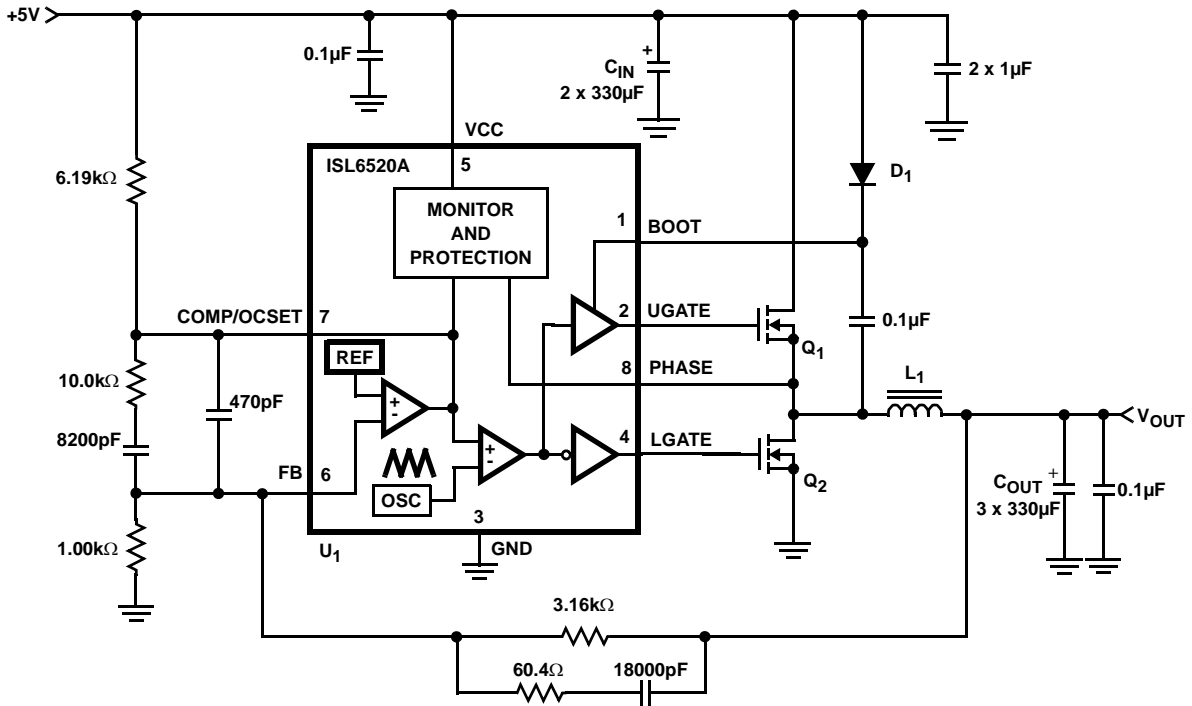 +5V
0.1µF
C_IN
+
2 x 330µF
2 x 1µF
VCC
ISL6520A
5
6.19kΩ
D1
MONITOR
AND
PROTECTION
1
BOOT
COMP/OCSET
7
2
UGATE
0.1µF
Q1
REF
8
PHASE
10.0kΩ
L1
470pF
+
-
8200pF
+
-
4
LGATE
VOUT
FB
6
OSC
Q2
COUT
+
3 x 330µF
0.1µF
3
1.00kΩ
U1
GND
3.16kΩ
60.4Ω
18000pF